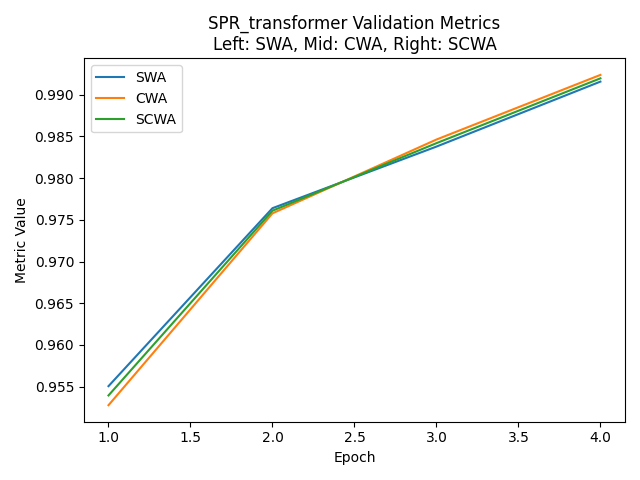 SPR_transformer Validation Metrics
Left: SWA, Mid: CWA, Right: SCWA
SWA
CWA
SCWA
Metric Value
0.990
0.985
0.980
0.975
0.970
0.965
0.960
0.955
1.0 1.5 2.0 2.5 3.0 3.5 4.0
Epoch